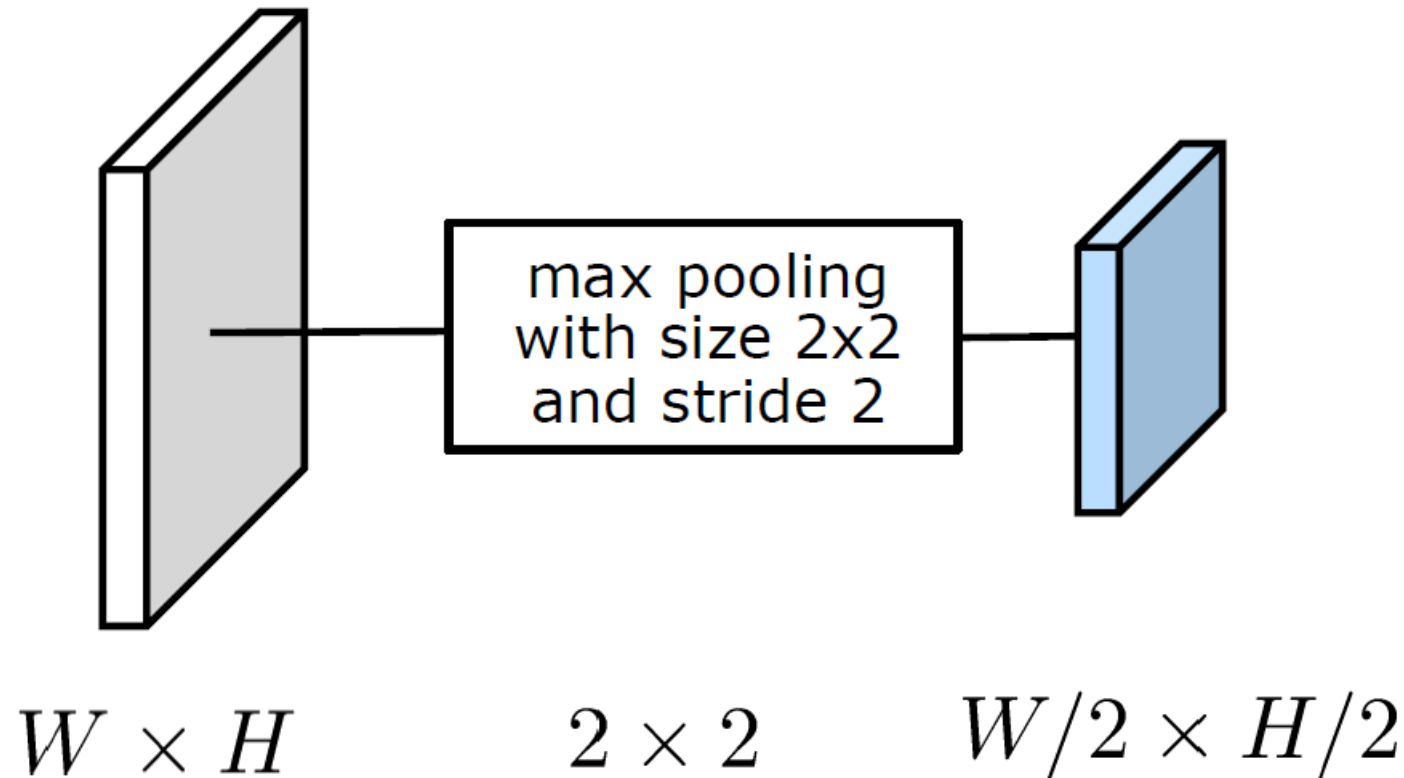 max pooling
with size 2x2
and stride 2
W × H
2 × 2
W/2 × H/2